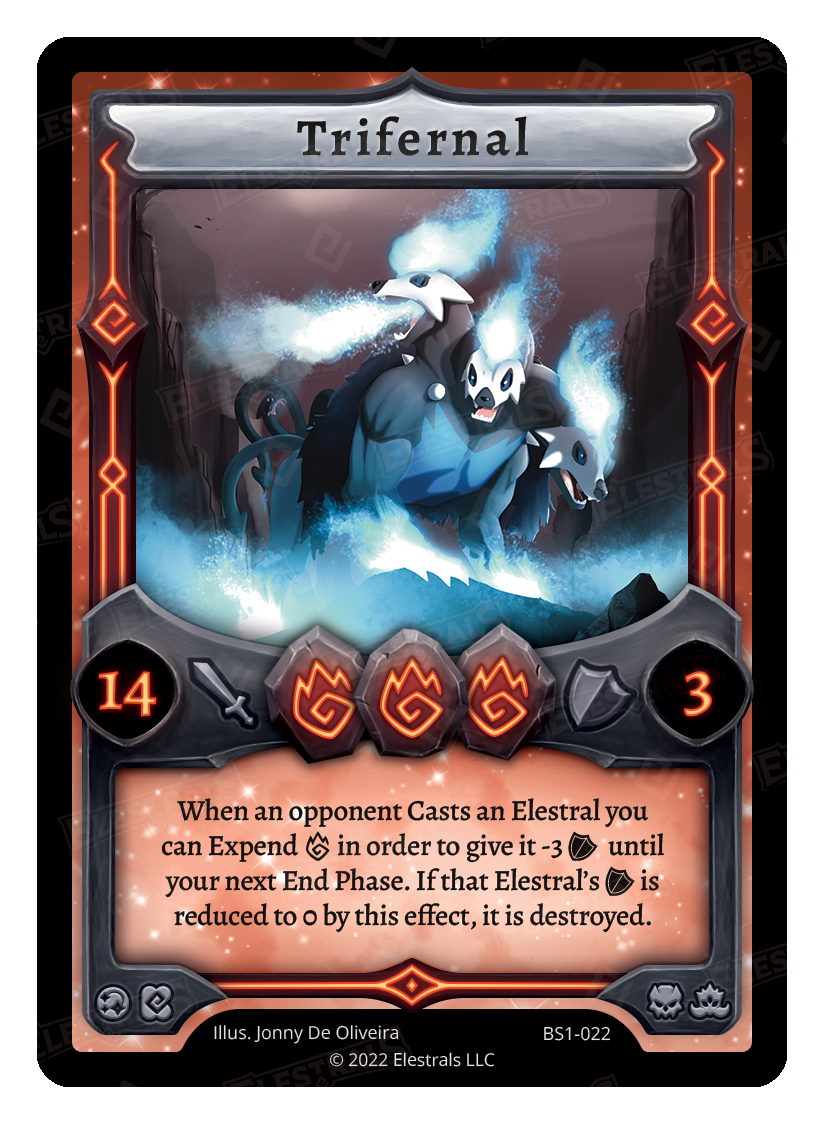 Trifernal
14
3
When an opponent Casts an Elestral you
can Expend in order to give it -3 until
your next End Phase. If that Elestral's is
reduced to 0 by this effect, it is destroyed.
Illus. Jonny De Oliveira
BS1-022
© 2022 Elestrals LLC
ELESTRALS